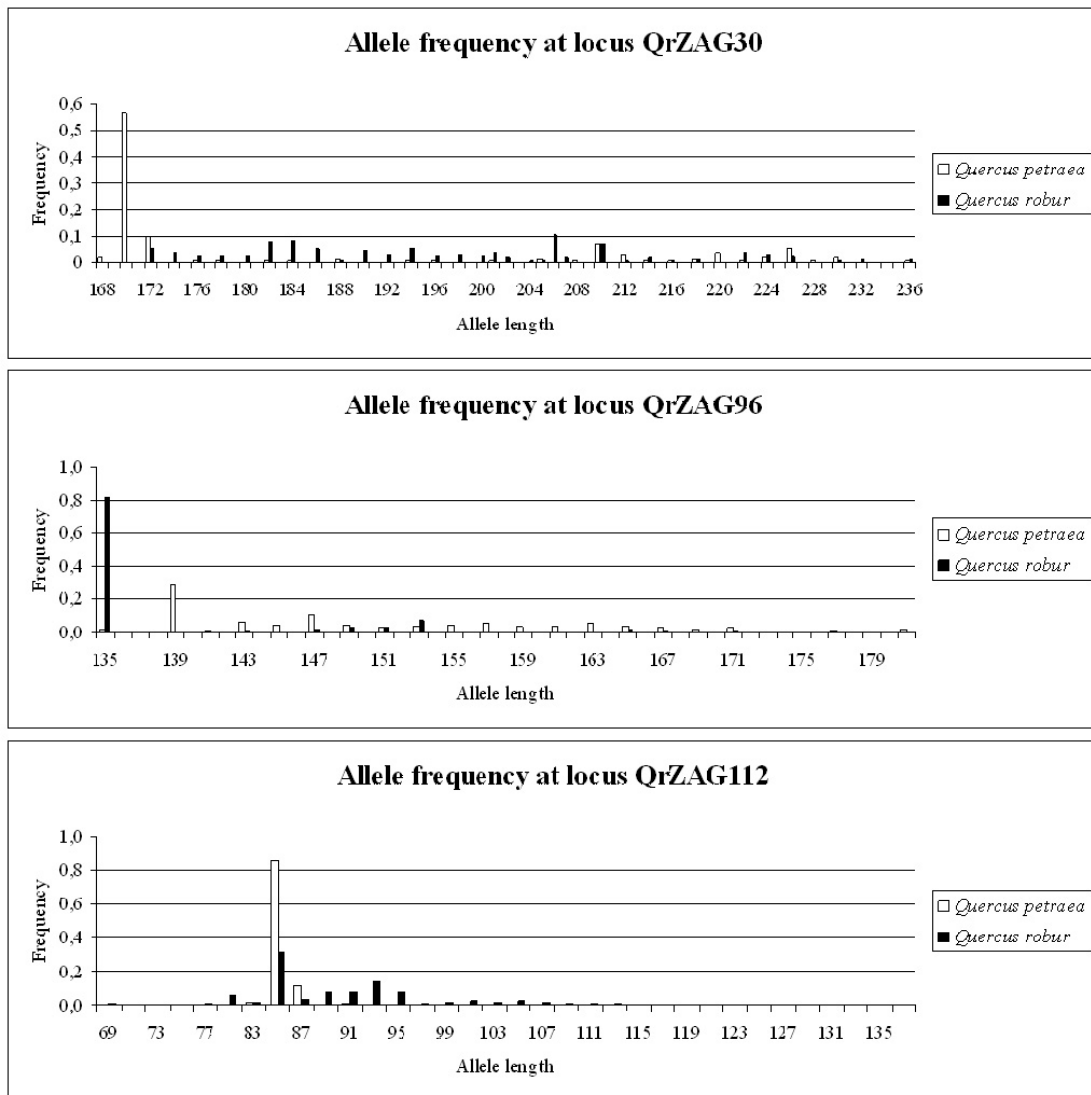 Allele frequency at locus QrZAG30
0,6
0,5
0,4
0,3
0,2
0,1
0
Frequency
168 172 176 180 184 188 192 196 200 204 208 212 216 220 224 228 232 236
Allele length
Quercus petraea
Quercus robur
Allele frequency at locus QrZAG96
1,0
0,8
0,6
0,4
0,2
0,0
Frequency
135 139 143 147 151 155 159 163 167 171 175 179
Allele length
Quercus petraea
Quercus robur
Allele frequency at locus QrZAG112
1,0
0,8
0,6
0,4
0,2
0,0
Frequency
69 73 77 83 87 91 95 99 103 107 111 115 119 123 127 131 135
Allele length
Quercus petraea
Quercus robur